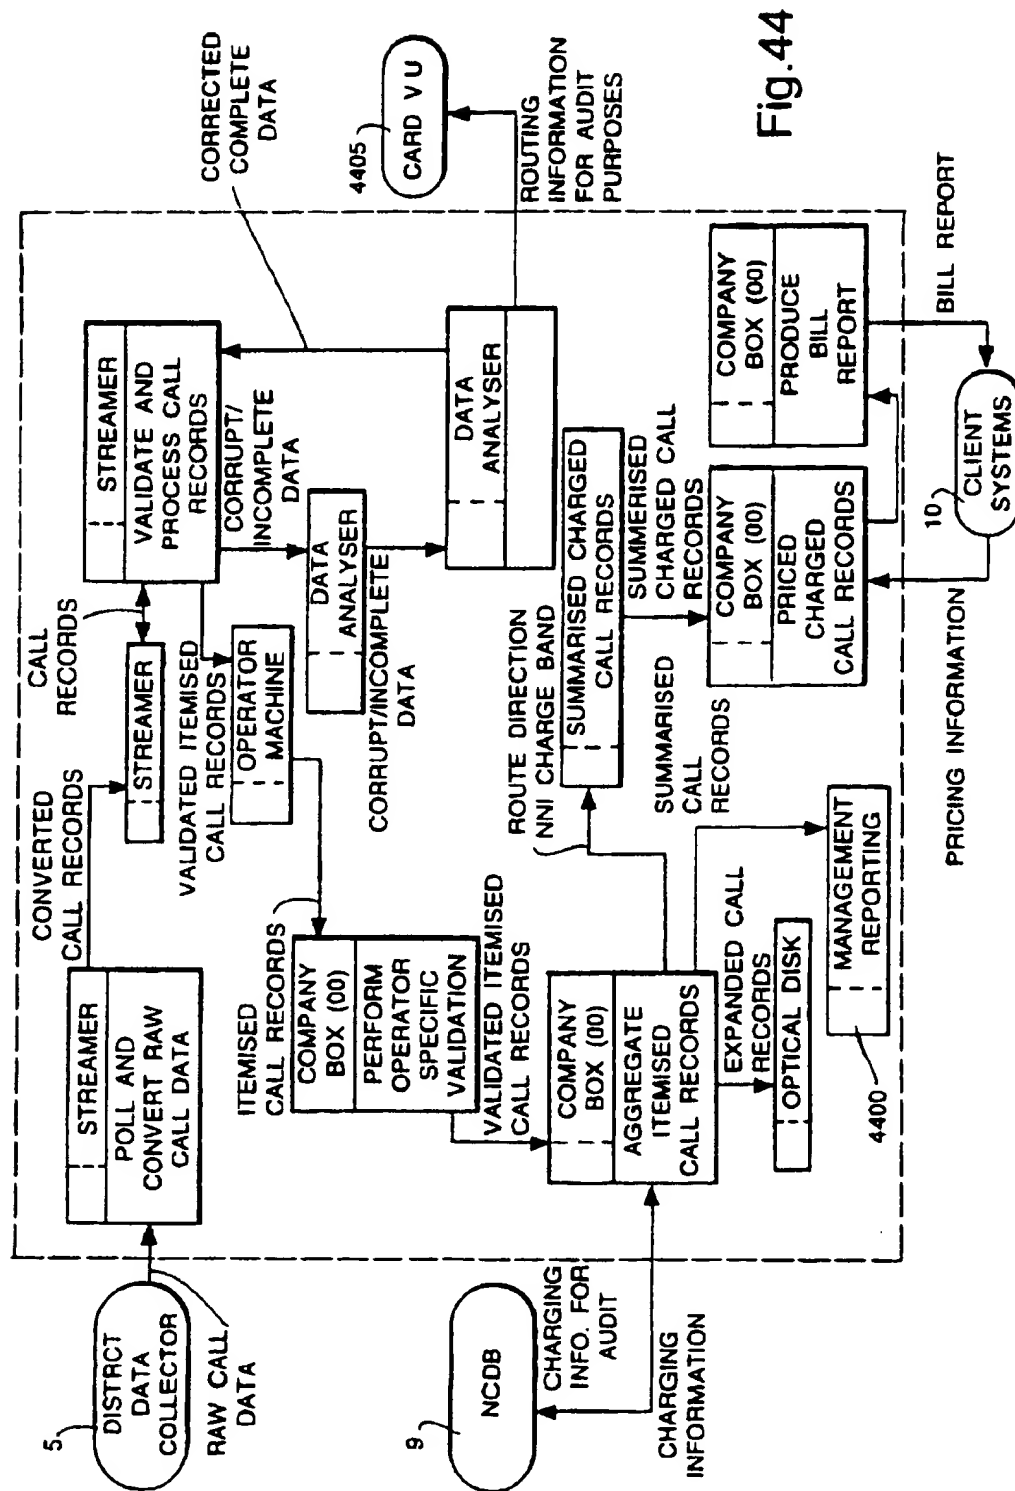 5
DISTRCT
DATA
COLLECTOR
RAW CALL
DATA
STREAMER
POLL AND
CONVERT RAW
CALL DATA
CONVERTED
CALL RECORDS
STREAMER
CALL
RECORDS
STREAMER
VALIDATE AND
PROCESS CALL
RECORDS
CORRECTED
COMPLETE
DATA
VALIDATED ITEMISED
CALL RECORDS
OPERATOR
MACHINE
CORRUPT/
INCOMPLETE
DATA
DATA
ANALYSER
CORRUPT/INCOMPLETE
DATA
DATA
ANALYSER
4405
CARD V U
ROUTING
INFORMATION
FOR AUDIT
PURPOSES
ITEMISED
CALL RECORDS
COMPANY
BOX (00)
PERFORM
OPERATOR
SPECIFIC
VALIDATION
VALIDATED ITEMISED
CALL RECORDS
9
NCDB
CHARGING
INFO. FOR
AUDIT
CHARGING
INFORMATION
COMPANY
BOX (00)
AGGREGATE
ITEMISED
CALL RECORDS
ROUTE DIRECTION
NNI CHARGE BAND
SUMMARISED CHARGED
CALL RECORDS
SUMMERISED
CHARGED CALL
RECORDS
SUMMARISED
CALL
RECORDS
EXPANDED CALL
RECORDS
OPTICAL DISK
MANAGEMENT
REPORTING
4400
COMPANY
BOX (00)
PRICED
CHARGED
CALL RECORDS
COMPANY
BOX (00)
PRODUCE
BILL
REPORT
PRICING INFORMATION
10
CLIENT
SYSTEMS
BILL REPORT
Fig.44